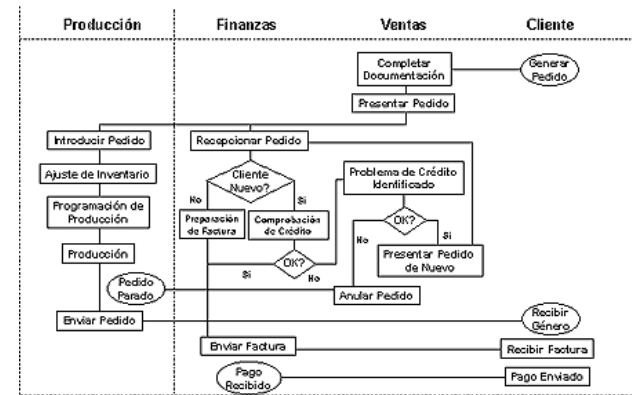 Producción
Finanzas
Ventas
Cliente
Completar
Documentación
Generar
Pedido
Presentar Pedido
Introducir Pedido
Recepcionar Pedido
Ajuste de Inventario
Cliente
Nuevo?
Problema de Crédito
Identificado
No
Si
Programación de
Producción
Preparación
de Factura
Comprobación
de Crédito
OK?
No
Si
Producción
OK?
Presentar Pedido
de Nuevo
Si
No
Pedido
Parado
Anular Pedido
Enviar Pedido
Recibir
Género
Enviar Factura
Recibir Factura
Pago
Recibido
Pago Enviado